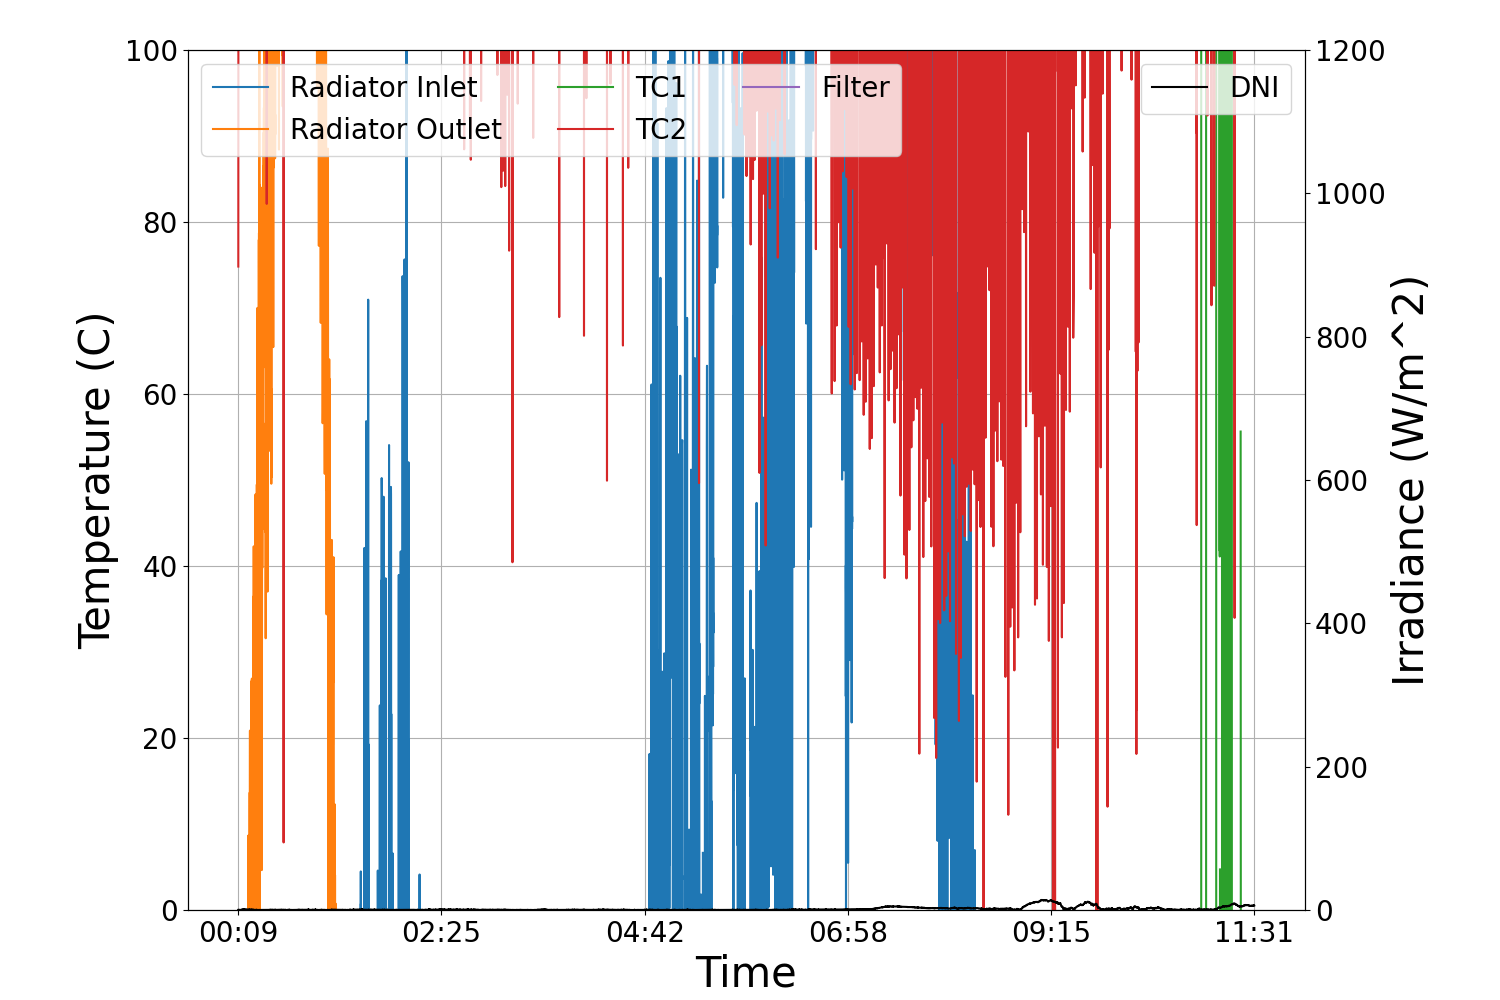 100
80
60
40
20
0
Temperature (C)
Radiator Inlet
Radiator Outlet
TC1
TC2
Filter
DNI
1200
1000
800
600
400
200
0
Irradiance (W/m^2)
00:09
02:25
04:42
06:58
09:15
11:31
Time